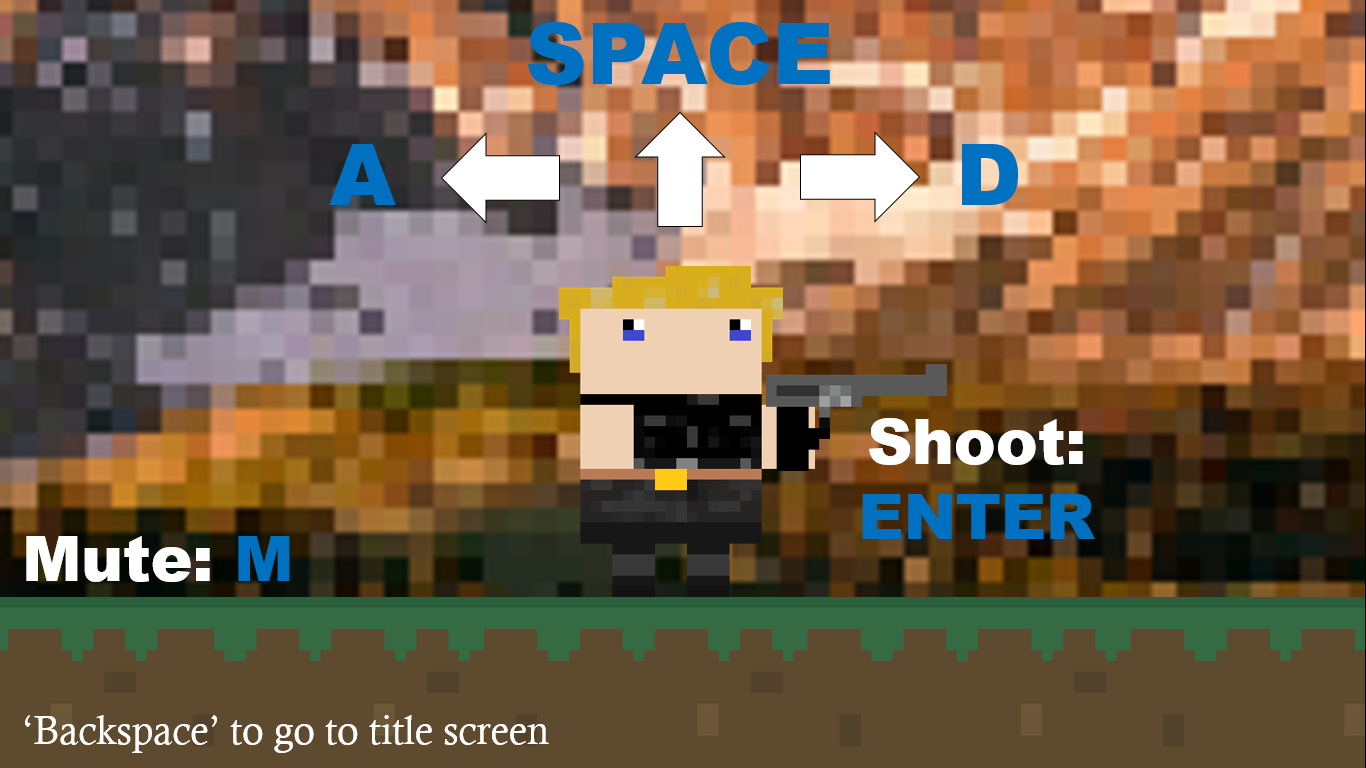 SPACE
A
D
Shoot:
ENTER
Mute: M
‘Backspace’ to go to title screen